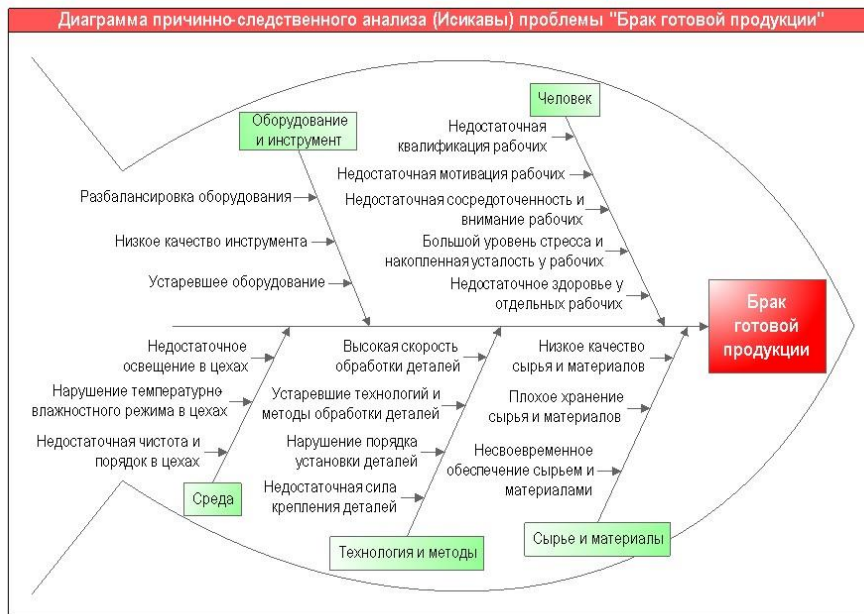 Диаграмма причинно-следственного анализа (Исикавы) проблемы "Брак готовой продукции"
Оборудование
и инструмент
Разбалансировка оборудования
Низкое качество инструмента
Устаревшее оборудование
Человек
Недостаточная
квалификация рабочих
Недостаточная мотивация рабочих
Недостаточная сосредоточенность и
внимание рабочих
Большой уровень стресса и
накопленная усталость у рабочих
Недостаточное здоровье у
отдельных рабочих
Брак
готовой
продукции
Недостаточное
освещение в цехах
Нарушение температурно-
влажностного режима в цехах
Недостаточная чистота и
порядок в цехах
Среда
Высокая скорость
обработки деталей
Устаревшие технологий и
методы обработки деталей
Нарушение порядка
установки деталей
Недостаточная сила
крепления деталей
Технология и методы
Низкое качество
сырья и материалов
Плохое хранение
сырья и материалов
Несвоевременное
обеспечение сырьем и
материалами
Сырье и материалы